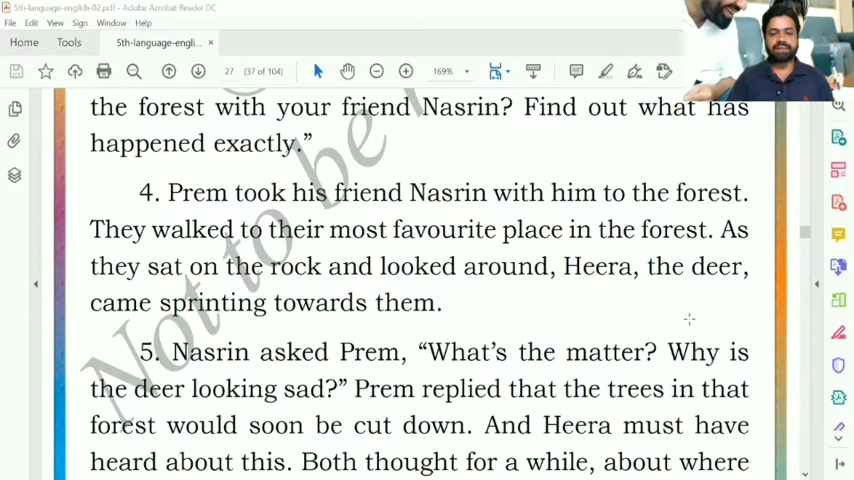 5th-language-english-02.pdf - Adobe Acrobat Reader DC
File Edit View Sign Window Help
Home Tools 5th-language-engli... ×
27 (37 of 104) 169%
the forest with your friend Nasrin? Find out what has
happened exactly.”
4. Prem took his friend Nasrin with him to the forest.
They walked to their most favourite place in the forest. As
they sat on the rock and looked around, Heera, the deer,
came sprinting towards them.
5. Nasrin asked Prem, “What’s the matter? Why is
the deer looking sad?” Prem replied that the trees in that
forest would soon be cut down. And Heera must have
heard about this. Both thought for a while, about where
Not to be